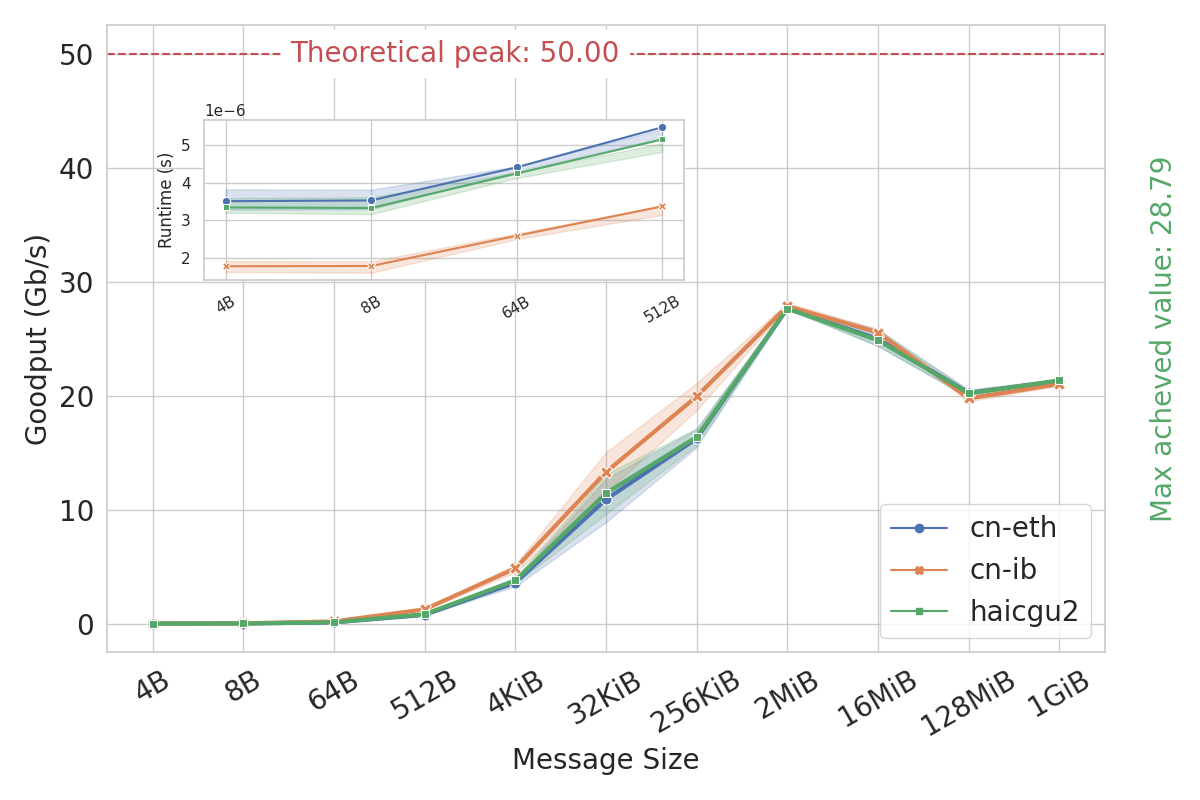 50
Theoretical peak: 50.00
1e−6
5
4
3
2
Runtime (s)
4B
8B
64B
512B
40
30
20
10
0
Goodput (Gb/s)
Max acheved value: 28.79
cn-eth
cn-ib
haicgu2
4B
8B
64B
512B
4KiB
32KiB
256KiB
2MiB
16MiB
128MiB
1GiB
Message Size